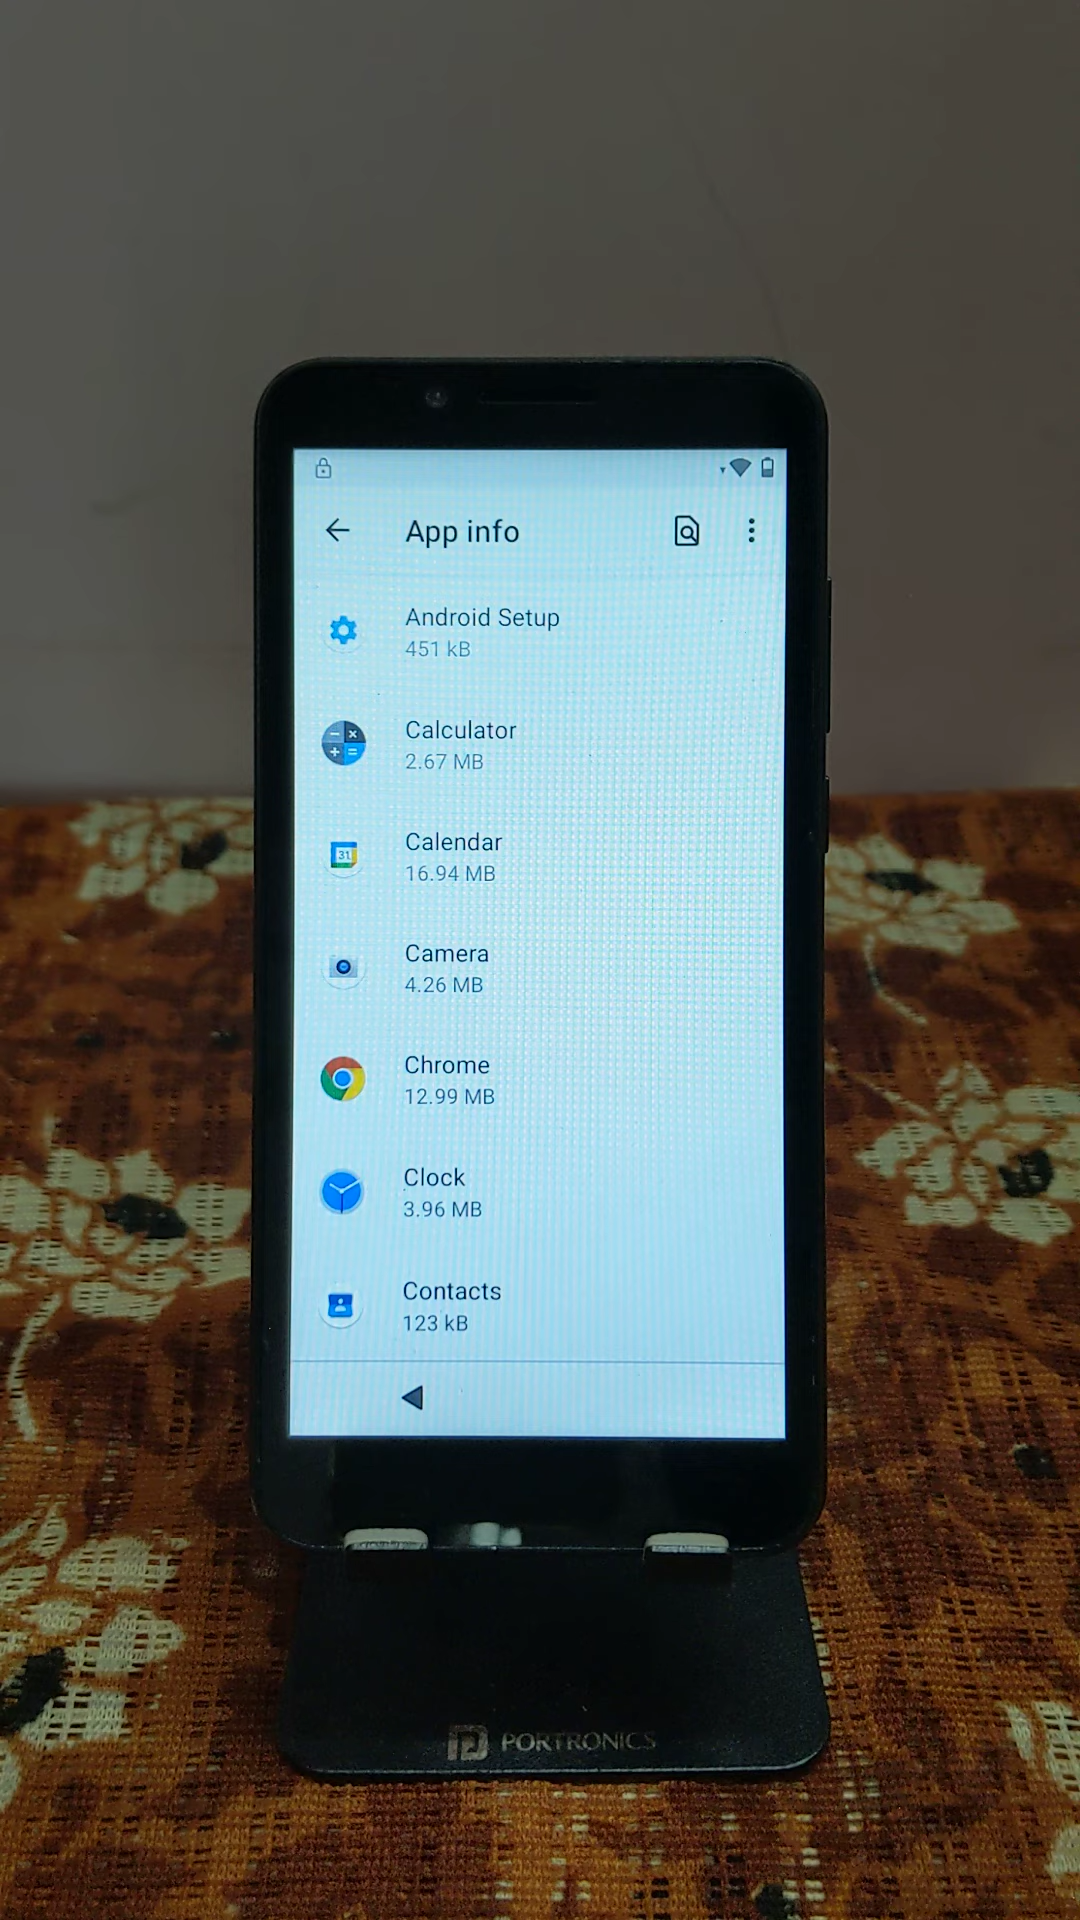 App info
Android Setup
451 kB
Calculator
2.67 MB
Calendar
31
16.94 MB
Camera
4.26 MB
Chrome
12.99 MB
Clock
3.96 MB
Contacts
123 kB
PORTRONICS